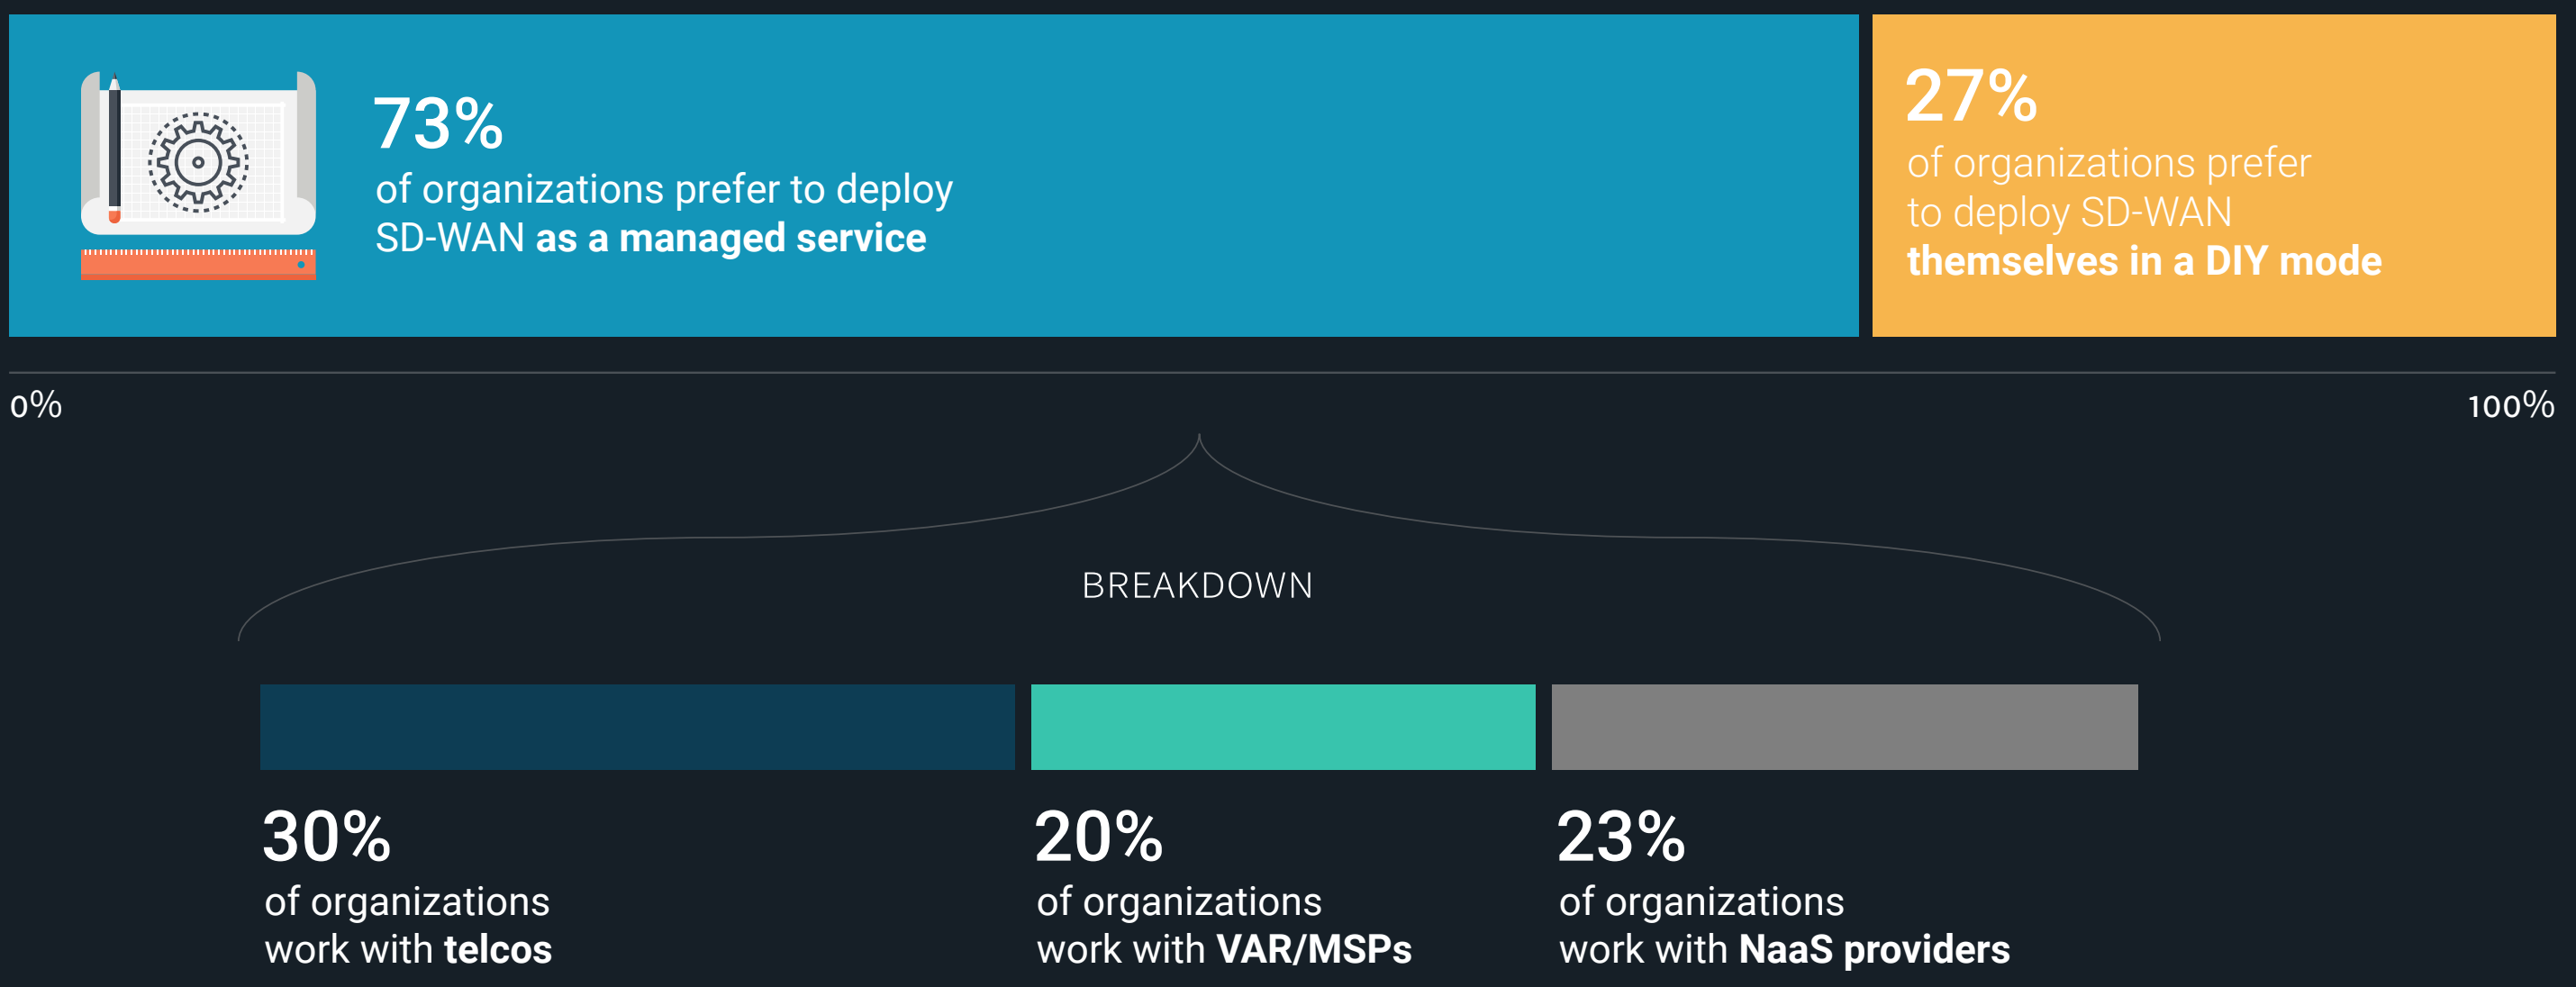 73%
of organizations prefer to deploy
SD-WAN as a managed service
27%
of organizations prefer
to deploy SD-WAN
themselves in a DIY mode
0%
100%
BREAKDOWN
30%
of organizations
work with telcos
20%
of organizations
work with VAR/MSPs
23%
of organizations
work with NaaS providers